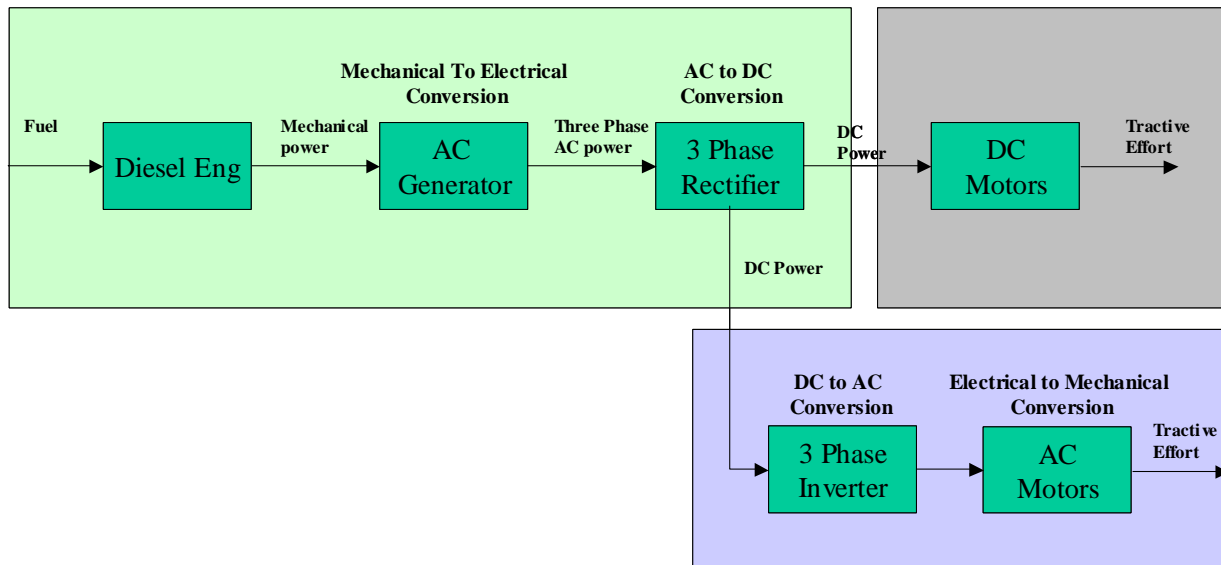 Mechanical To Electrical
Conversion
AC to DC
Conversion
Fuel
Mechanical
power
Three Phase
AC power
DC
Power
Tractive
Effort
Diesel Eng
AC
Generator
3 Phase
Rectifier
DC
Motors
DC Power
DC to AC
Conversion
Electrical to Mechanical
Conversion
Tractive
Effort
3 Phase
Inverter
AC
Motors